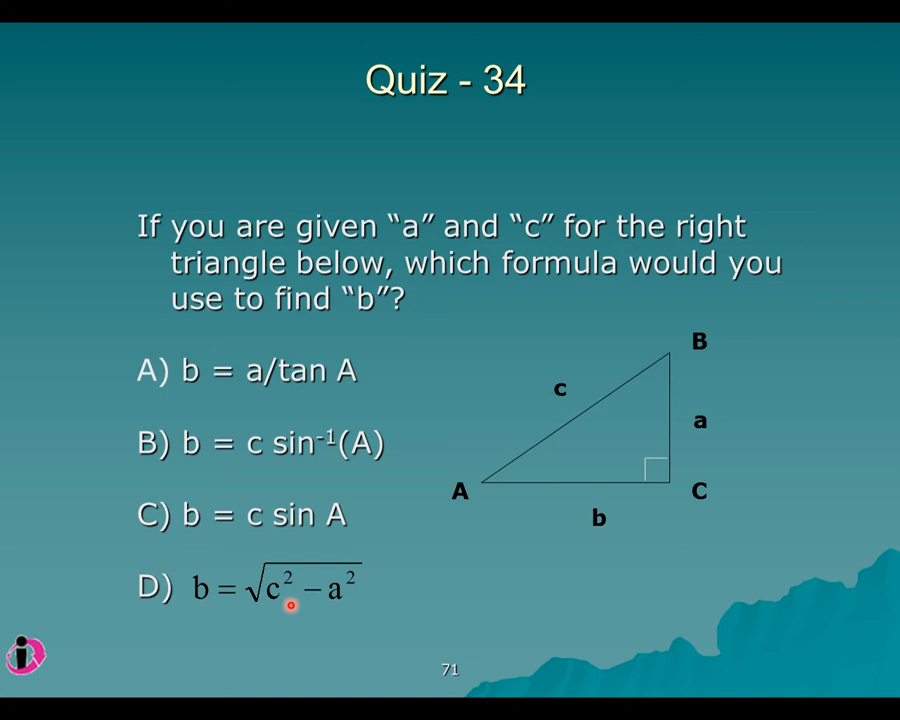 Quiz - 34
If you are given “a” and “c” for the right
triangle below, which formula would you
use to find “b”?
A) b = a/tan A
B) b = c sin⁻¹(A)
C) b = c sin A
D) b = √(c² − a²)
B
c
a
A
C
b
71